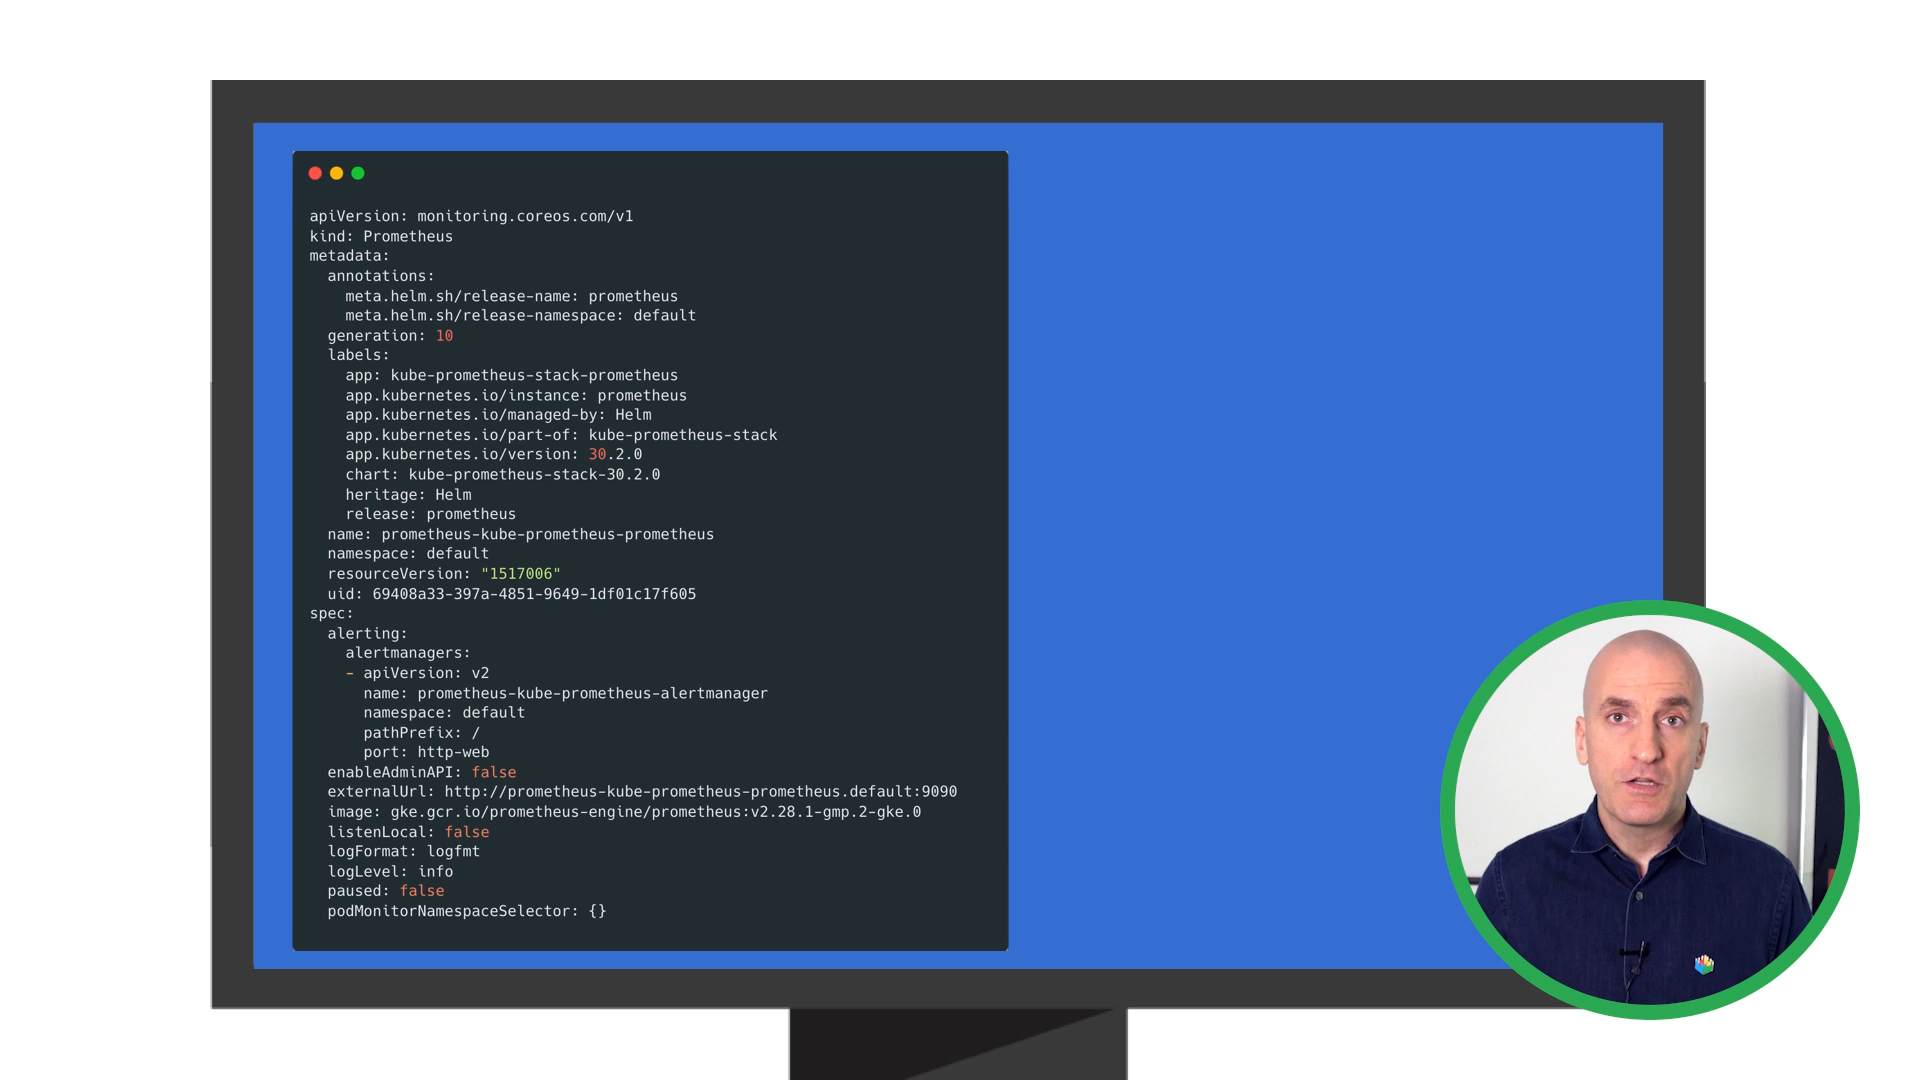 apiVersion: monitoring.coreos.com/v1
kind: Prometheus
metadata:
  annotations:
    meta.helm.sh/release-name: prometheus
    meta.helm.sh/release-namespace: default
  generation: 10
  labels:
    app: kube-prometheus-stack-prometheus
    app.kubernetes.io/instance: prometheus
    app.kubernetes.io/managed-by: Helm
    app.kubernetes.io/part-of: kube-prometheus-stack
    app.kubernetes.io/version: 30.2.0
    chart: kube-prometheus-stack-30.2.0
    heritage: Helm
    release: prometheus
  name: prometheus-kube-prometheus-prometheus
  namespace: default
  resourceVersion: "1517006"
  uid: 69408a33-397a-4851-9649-1df01c17f605
spec:
  alerting:
    alertmanagers:
    - apiVersion: v2
      name: prometheus-kube-prometheus-alertmanager
      namespace: default
      pathPrefix: /
      port: http-web
  enableAdminAPI: false
  externalUrl: http://prometheus-kube-prometheus-prometheus.default:9090
  image: gke.gcr.io/prometheus-engine/prometheus:v2.28.1-gmp.2-gke.0
  listenLocal: false
  logFormat: logfmt
  logLevel: info
  paused: false
  podMonitorNamespaceSelector: {}